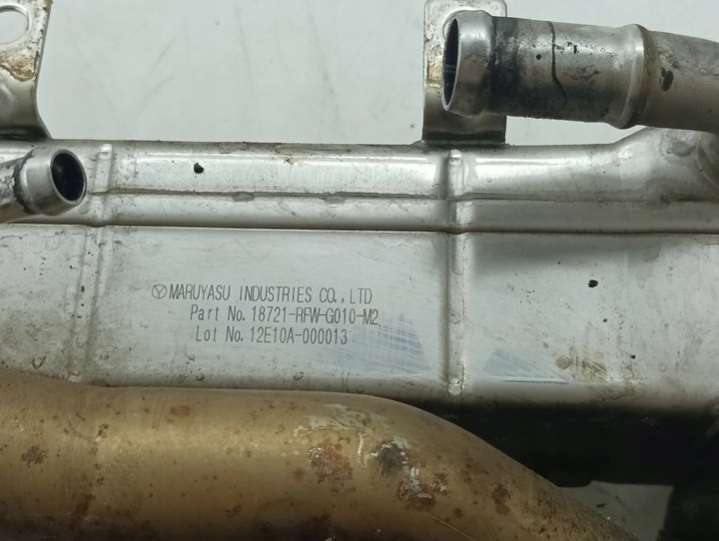 MARUYASU INDUSTRIES CO., LTD
Part No. 18721-RFW-G010-M2
Lot No. 12E10A-000013